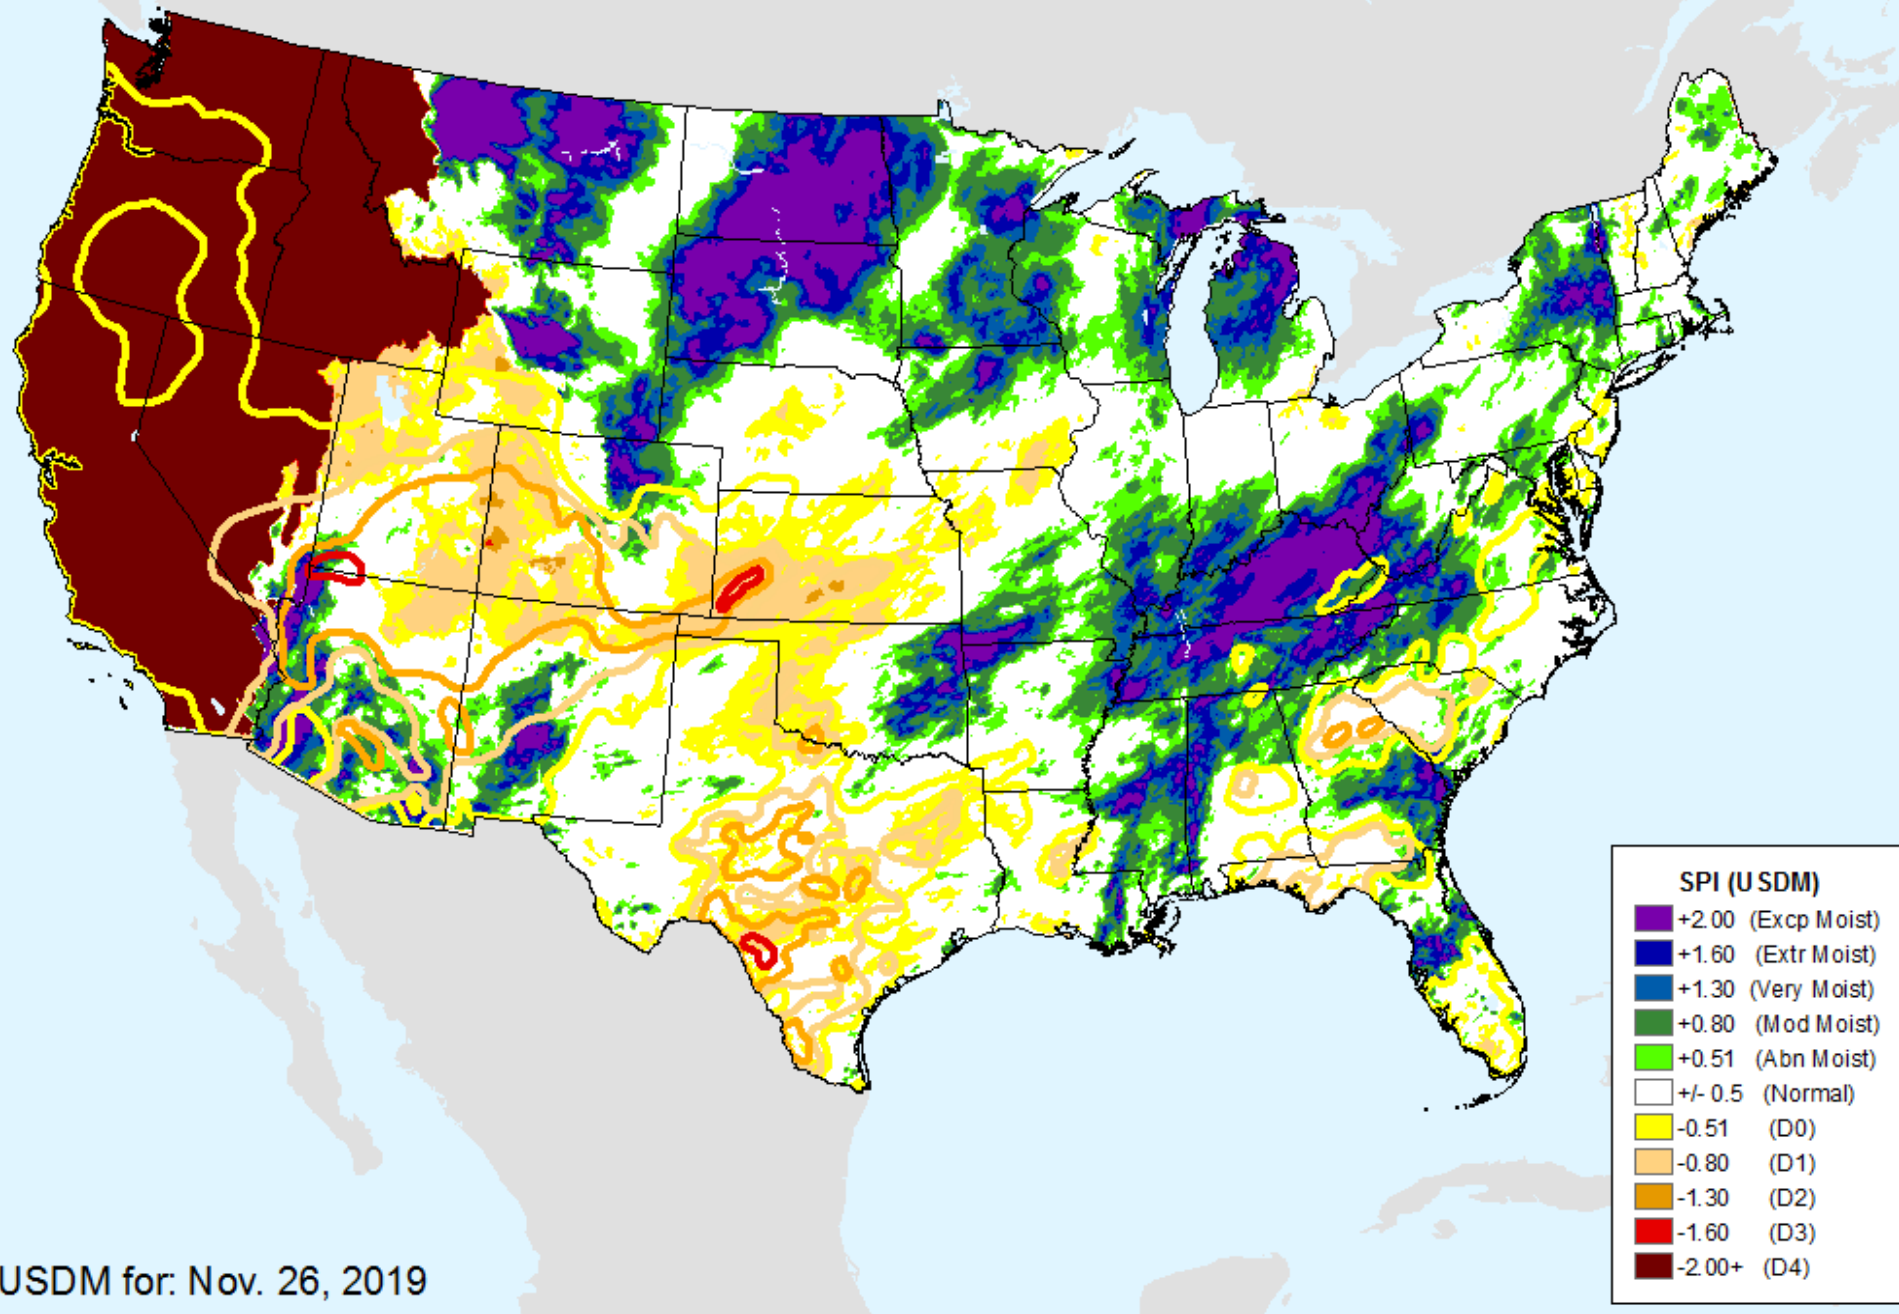 SPI (USDM)
+2.00 (Excp Moist)
+1.60 (Extr Moist)
+1.30 (Very Moist)
+0.80 (Mod Moist)
+0.51 (Abn Moist)
+/- 0.5 (Normal)
-0.51 (D0)
-0.80 (D1)
-1.30 (D2)
-1.60 (D3)
-2.00+ (D4)
USDM for: Nov. 26, 2019